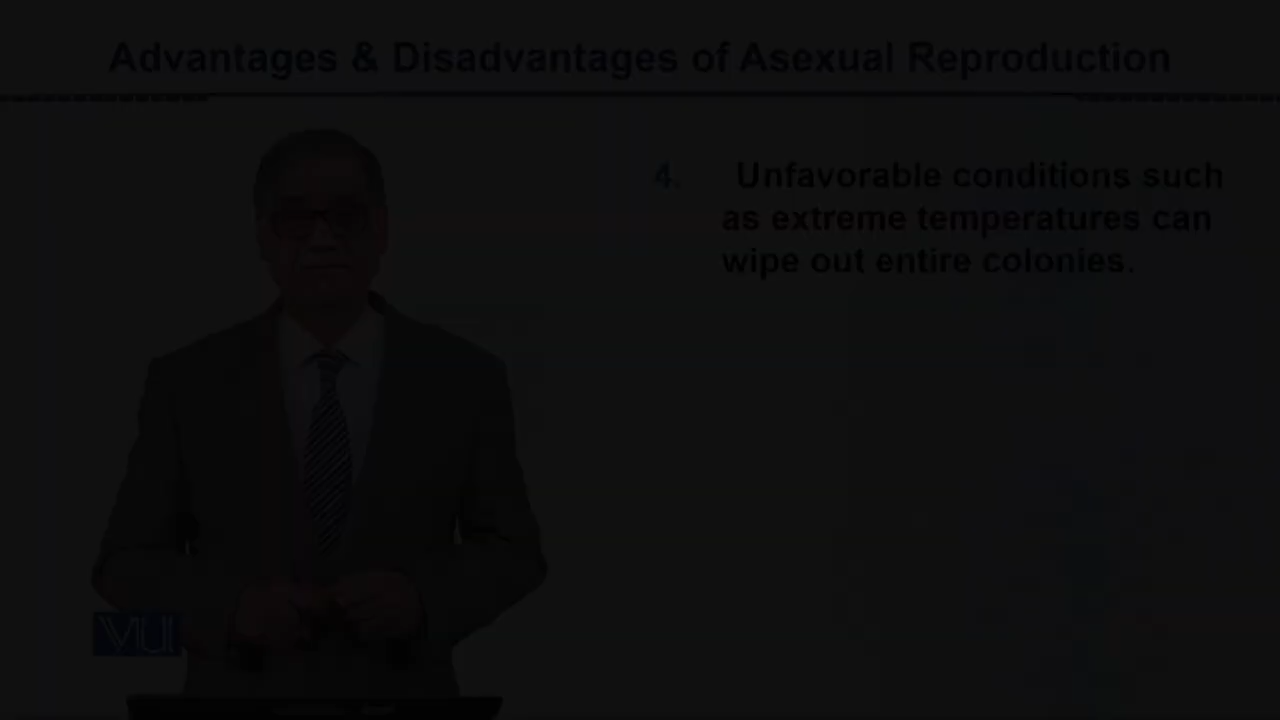 Advantages & Disadvantages of Asexual Reproduction
4. Unfavorable conditions such
as extreme temperatures can
wipe out entire colonies.
VU